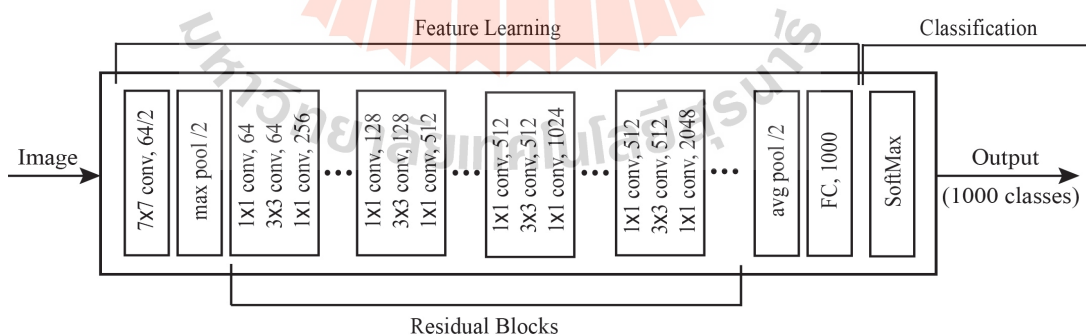 Feature Learning
Classification
Image
7x7 conv, 64/2
max pool /2
1x1 conv, 64
3x3 conv, 64
1x1 conv, 256
1x1 conv, 128
3x3 conv, 128
1x1 conv, 512
1x1 conv, 512
3x3 conv, 512
1x1 conv, 1024
1x1 conv, 512
3x3 conv, 512
1x1 conv, 2048
avg pool /2
FC, 1000
SoftMax
Output
(1000 classes)
Residual Blocks